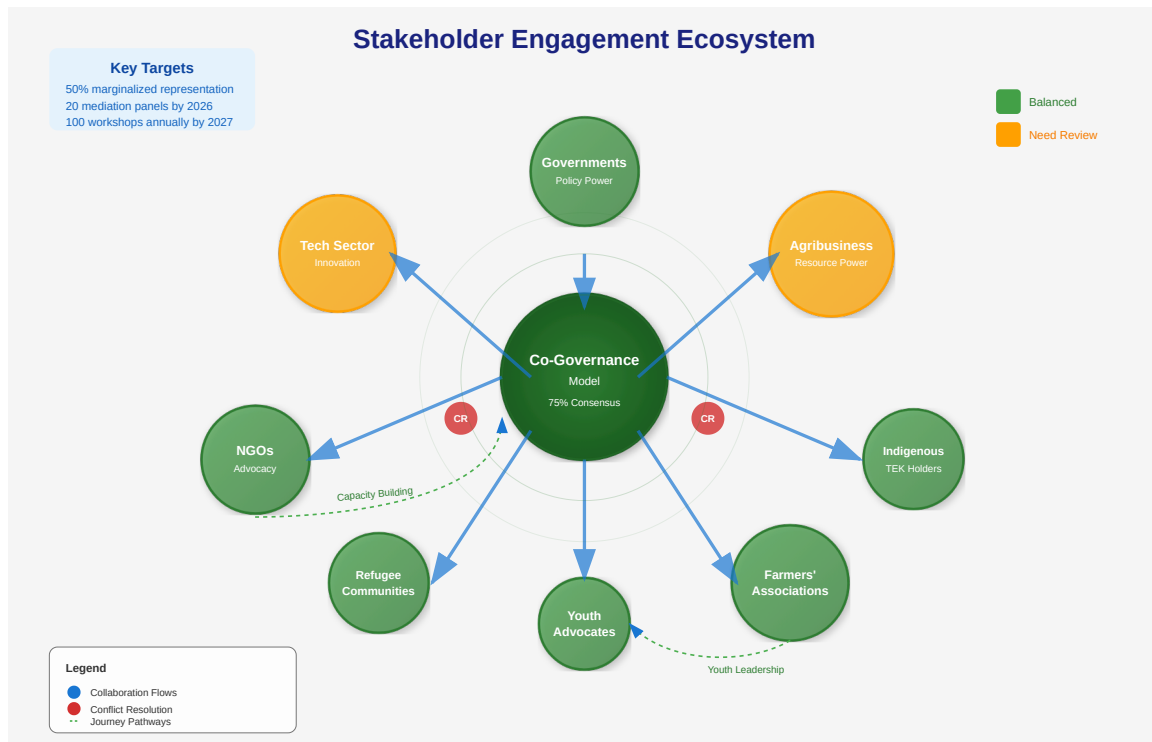 Stakeholder Engagement Ecosystem
Key Targets
50% marginalized representation
20 mediation panels by 2026
100 workshops annually by 2027
Balanced
Need Review
Governments
Policy Power
Tech Sector
Innovation
Agribusiness
Resource Power
Co-Governance
Model
75% Consensus
CR
CR
NGOs
Advocacy
Indigenous
TEK Holders
Capacity Building
Refugee
Communities
Youth
Advocates
Farmers'
Associations
Youth Leadership
Legend
Collaboration Flows
Conflict Resolution
Journey Pathways